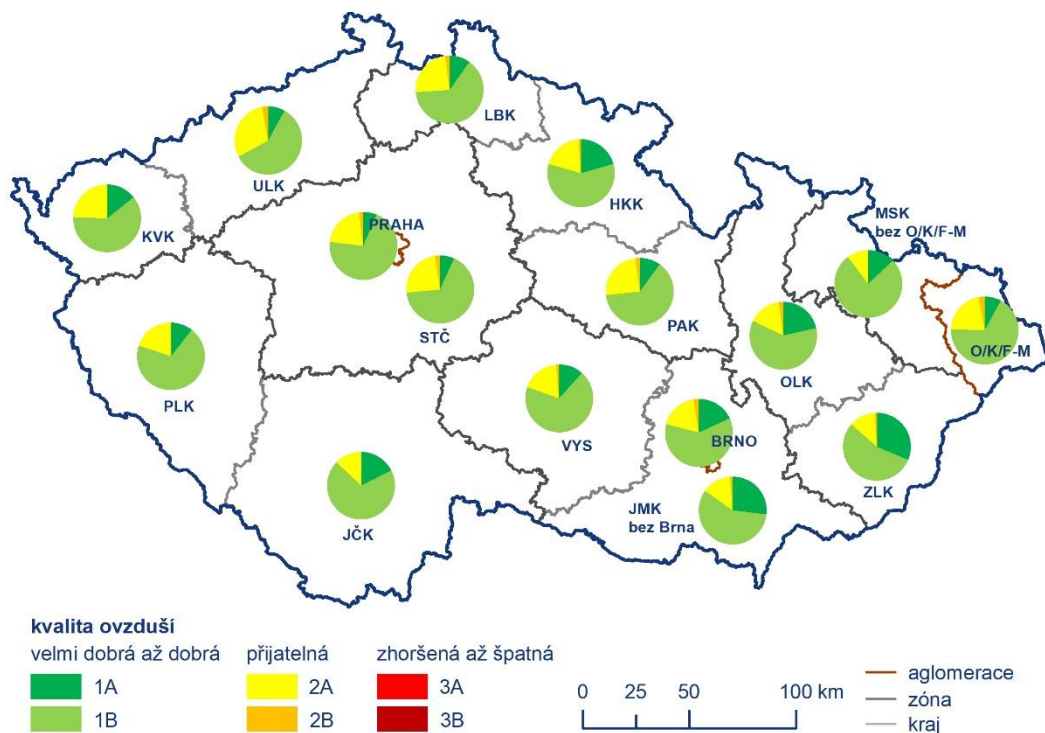 LBK
ULK
HKK
KVK
PRAHA
MSK
bez O/K/F-M
STČ
PAK
OLK
O/K/F-M
PLK
VYS
BRNO
ZLK
JČK
JMK
bez Brna
kvalita ovzduší
velmi dobrá až dobrá
přijatelná
zhoršená až špatná
1A
2A
3A
1B
2B
3B
0 25 50 100 km
aglomerace
zóna
kraj